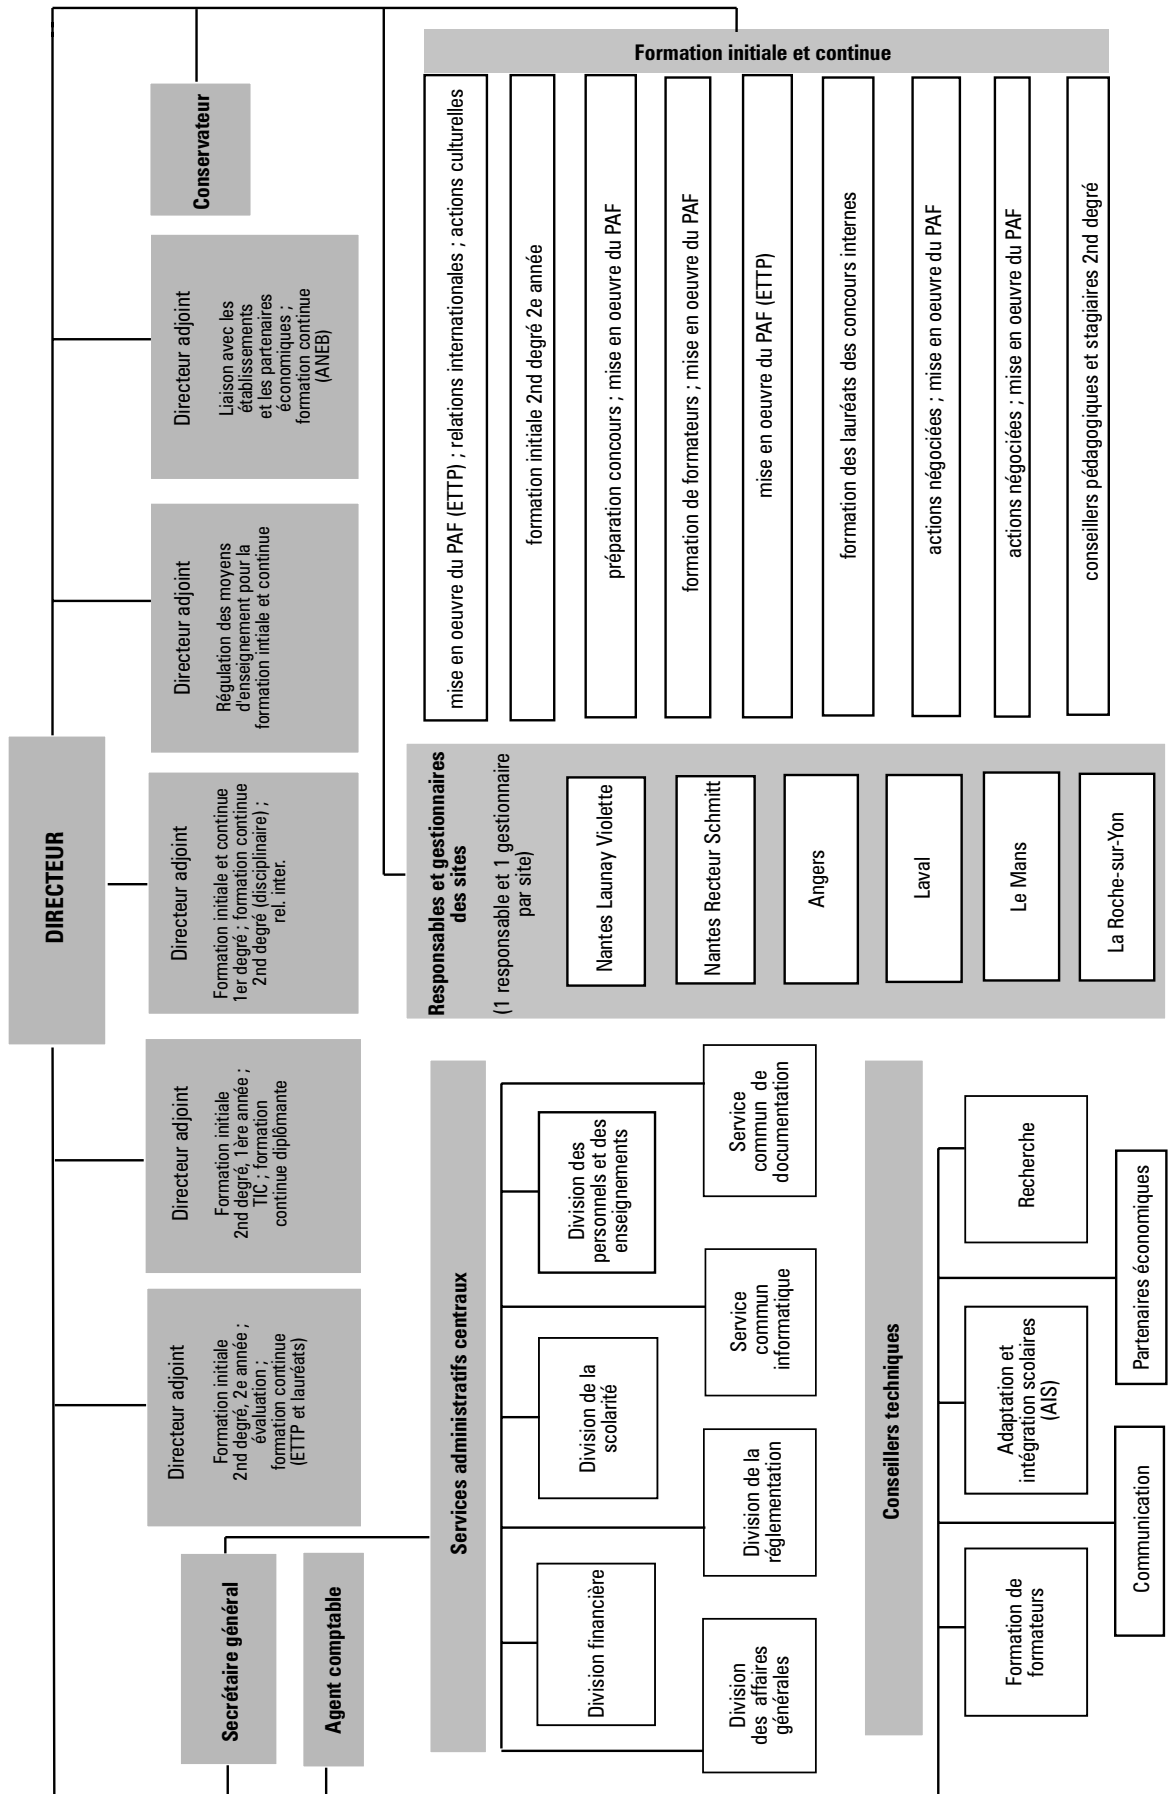 DIRECTEUR
Secrétaire général
Agent comptable
Directeur adjoint
Formation initiale
2nd degré, 2e année ;
évaluation ;
formation continue
(ETTP et lauréats)
Directeur adjoint
Formation initiale
2nd degré, 1ère année ;
TIC ; formation
continue diplômante
Directeur adjoint
Formation initiale et continue
1er degré ; formation continue
2nd degré (disciplinaire) ;
rel. inter.
Directeur adjoint
Régulation des moyens
d'enseignement pour la
formation intiale et continue
Directeur adjoint
Liaison avec les
établissements
et les partenaires
économiques ;
formation continue
(ANEB)
Conservateur
Services administratifs centraux
Division financière
Division de la
scolarité
Division des
personnels et des
enseignements
Division
des affaires
générales
Division de la
réglementation
Service
commun
informatique
Service
commun de
documentation
Conseillers techniques
Formation de
formateurs
Adaptation et
intégration scolaires
(AIS)
Recherche
Communication
Partenaires économiques
Responsables et gestionnaires
des sites
(1 responsable et 1 gestionnaire
par site)
Nantes Launay Violette
Nantes Recteur Schmitt
Angers
Laval
Le Mans
La Roche-sur-Yon
Formation initiale et continue
mise en oeuvre du PAF (ETTP) ; relations internationales ; actions culturelles
formation initiale 2nd degré 2e année
préparation concours ; mise en oeuvre du PAF
formation de formateurs ; mise en oeuvre du PAF
mise en oeuvre du PAF (ETTP)
formation des lauréats des concours internes
actions négociées ; mise en oeuvre du PAF
actions négociées ; mise en oeuvre du PAF
conseillers pédagogiques et stagiaires 2nd degré